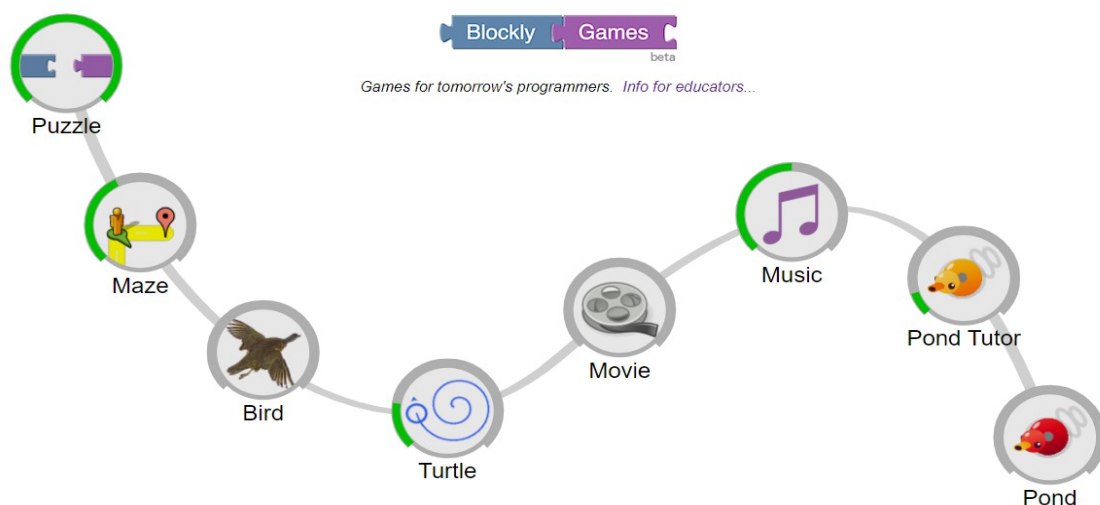 Blockly Games
beta
Games for tomorrow's programmers. Info for educators...
Puzzle
Maze
Bird
Turtle
Movie
Music
Pond Tutor
Pond